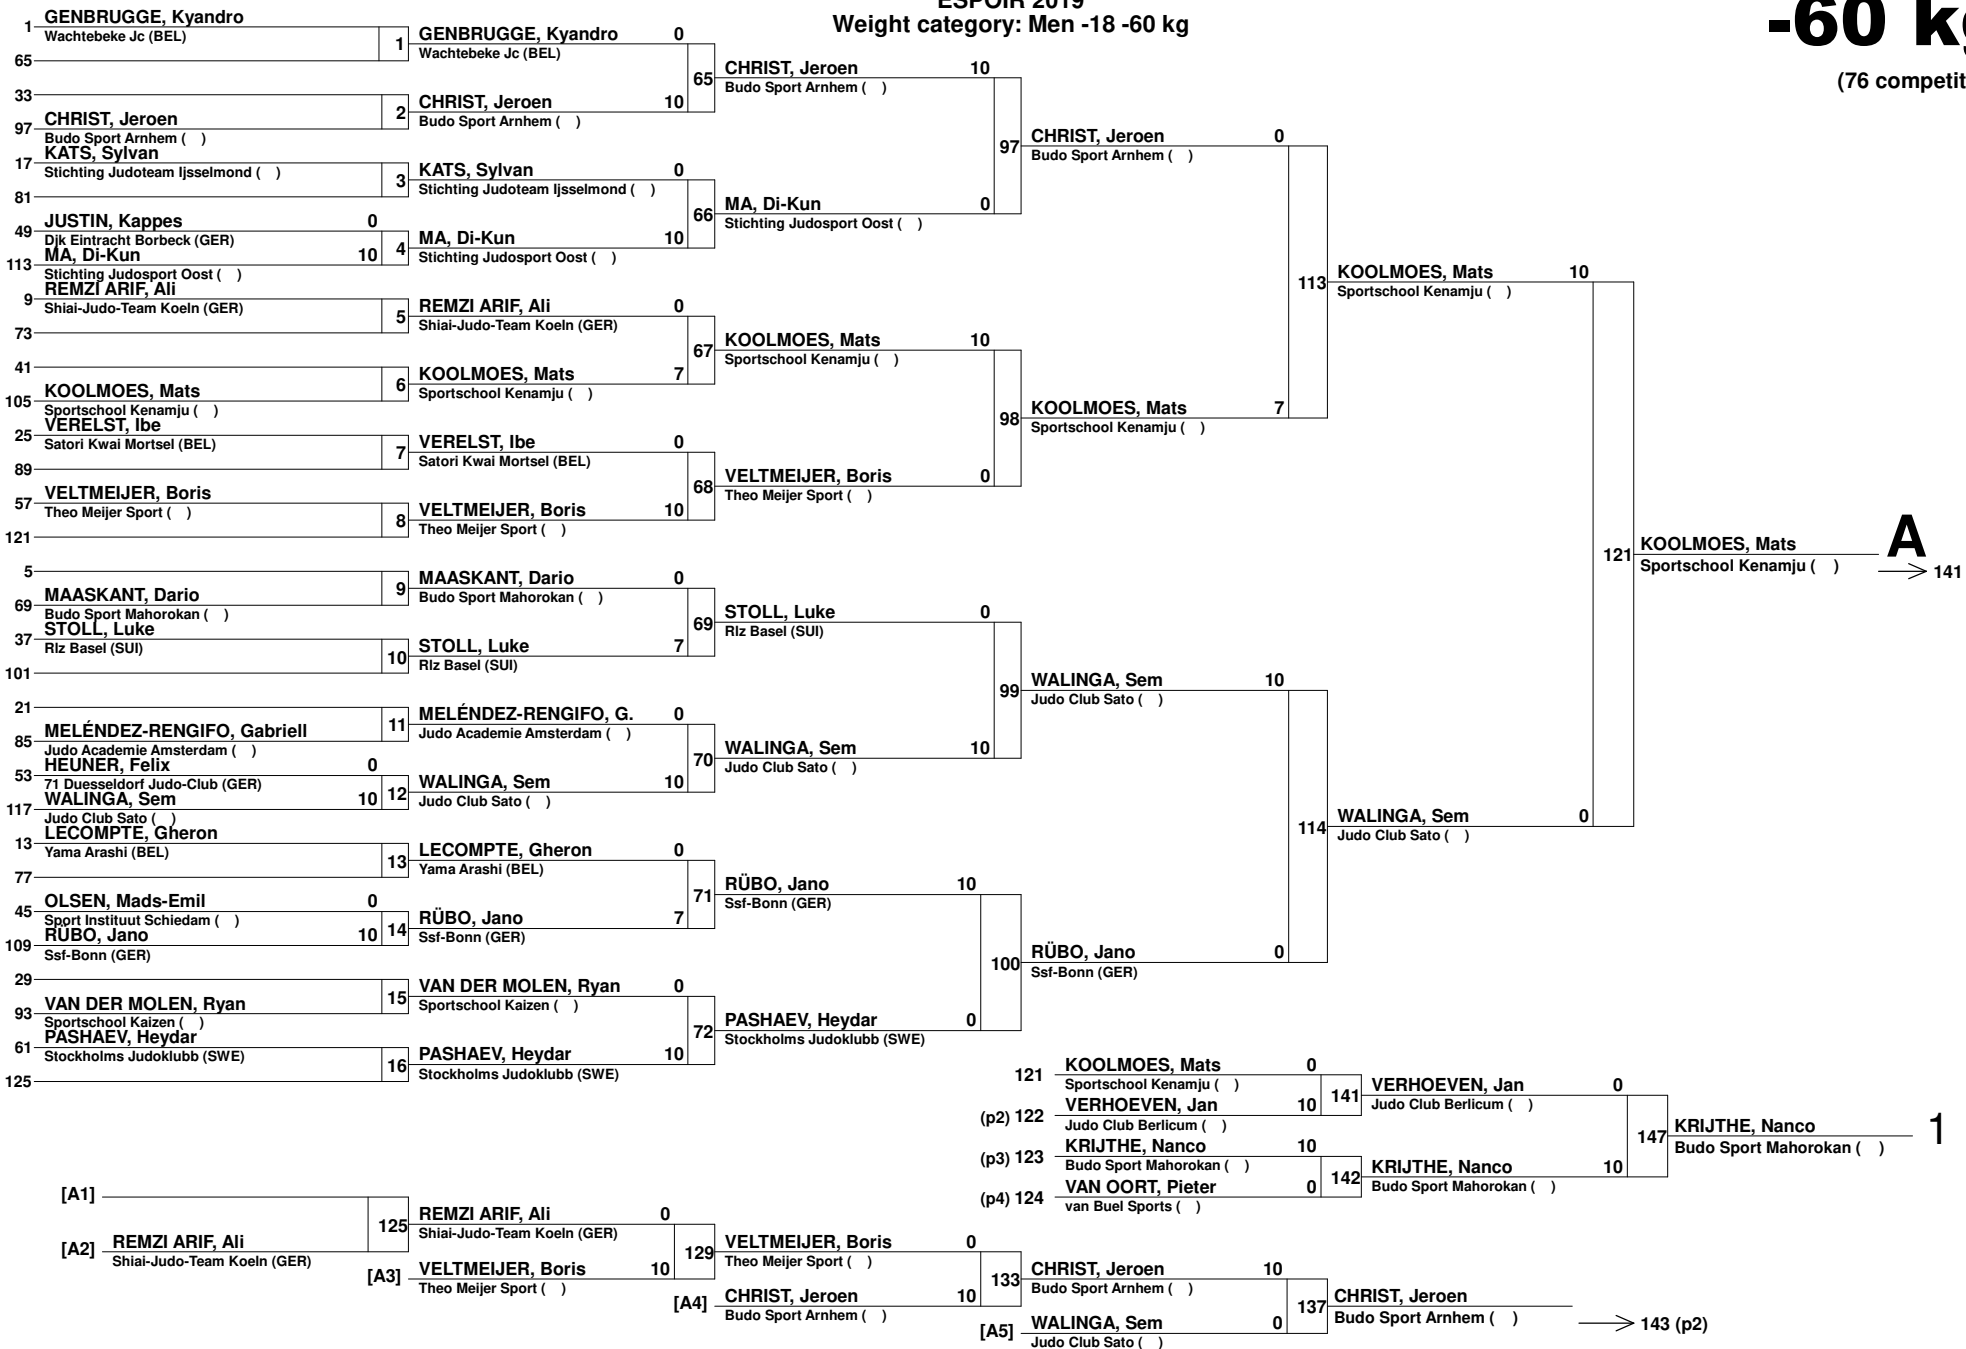 ESPOIR 2019
Weight category: Men -18 -60 kg
-60 kg
(76 competit
1 GENBRUGGE, Kyandro
Wachtebeke Jc (BEL)
65
1
33
97 CHRIST, Jeroen
Budo Sport Arnhem ( )
2
17 KATS, Sylvan
Stichting Judoteam Ijsselmond ( )
81
3
49 JUSTIN, Kappes 0
Djk Eintracht Borbeck (GER)
113 MA, Di-Kun 10
Stichting Judosport Oost ( )
4
9 REMZI ARIF, Ali
Shiai-Judo-Team Koeln (GER)
73
5
41
105 KOOLMOES, Mats
Sportschool Kenamju ( )
6
25 VERELST, Ibe
Satori Kwai Mortsel (BEL)
89
7
57 VELTMEIJER, Boris
Theo Meijer Sport ( )
121
8
5
69 MAASKANT, Dario
Budo Sport Mahorokan ( )
9
37 STOLL, Luke
Rlz Basel (SUI)
101
10
21
85 MELÉNDEZ-RENGIFO, Gabriell
Judo Academie Amsterdam ( )
11
53 HEUNER, Felix 0
71 Duesseldorf Judo-Club (GER)
117 WALINGA, Sem 10
Judo Club Sato ( )
12
13 LECOMPTE, Gheron
Yama Arashi (BEL)
77
13
45 OLSEN, Mads-Emil 0
Sport Instituut Schiedam ( )
109 RÜBO, Jano 10
Ssf-Bonn (GER)
14
29
93 VAN DER MOLEN, Ryan
Sportschool Kaizen ( )
15
61 PASHAEV, Heydar
Stockholms Judoklubb (SWE)
125
16
GENBRUGGE, Kyandro 0
Wachtebeke Jc (BEL)
65
CHRIST, Jeroen 10
Budo Sport Arnhem ( )
KATS, Sylvan 0
Stichting Judoteam Ijsselmond ( )
66
MA, Di-Kun 10
Stichting Judosport Oost ( )
REMZI ARIF, Ali 0
Shiai-Judo-Team Koeln (GER)
67
KOOLMOES, Mats 7
Sportschool Kenamju ( )
VERELST, Ibe 0
Satori Kwai Mortsel (BEL)
68
VELTMEIJER, Boris 10
Theo Meijer Sport ( )
MAASKANT, Dario 0
Budo Sport Mahorokan ( )
69
STOLL, Luke 7
Rlz Basel (SUI)
MELÉNDEZ-RENGIFO, G. 0
Judo Academie Amsterdam ( )
70
WALINGA, Sem 10
Judo Club Sato ( )
LECOMPTE, Gheron 0
Yama Arashi (BEL)
71
RÜBO, Jano 7
Ssf-Bonn (GER)
VAN DER MOLEN, Ryan 0
Sportschool Kaizen ( )
72
PASHAEV, Heydar 10
Stockholms Judoklubb (SWE)
CHRIST, Jeroen 10
Budo Sport Arnhem ( )
97
MA, Di-Kun 0
Stichting Judosport Oost ( )
KOOLMOES, Mats 10
Sportschool Kenamju ( )
98
VELTMEIJER, Boris 0
Theo Meijer Sport ( )
STOLL, Luke 0
Rlz Basel (SUI)
99
WALINGA, Sem 10
Judo Club Sato ( )
RÜBO, Jano 10
Ssf-Bonn (GER)
100
PASHAEV, Heydar 0
Stockholms Judoklubb (SWE)
CHRIST, Jeroen 0
Budo Sport Arnhem ( )
113
KOOLMOES, Mats 7
Sportschool Kenamju ( )
WALINGA, Sem 10
Judo Club Sato ( )
114
RÜBO, Jano 0
Ssf-Bonn (GER)
KOOLMOES, Mats 10
Sportschool Kenamju ( )
121
WALINGA, Sem 0
Judo Club Sato ( )
KOOLMOES, Mats
Sportschool Kenamju ( )
A
141
121 KOOLMOES, Mats 0
Sportschool Kenamju ( )
(p2) 122 VERHOEVEN, Jan 10
Judo Club Berlicum ( )
141
(p3) 123 KRIJTHE, Nanco 10
Budo Sport Mahorokan ( )
(p4) 124 VAN OORT, Pieter 0
van Buel Sports ( )
142
VERHOEVEN, Jan 0
Judo Club Berlicum ( )
147
KRIJTHE, Nanco 10
Budo Sport Mahorokan ( )
KRIJTHE, Nanco
Budo Sport Mahorokan ( )
1
[A1]
[A2] REMZI ARIF, Ali
Shiai-Judo-Team Koeln (GER)
125
REMZI ARIF, Ali 0
Shiai-Judo-Team Koeln (GER)
[A3] VELTMEIJER, Boris 10
Theo Meijer Sport ( )
129
VELTMEIJER, Boris 0
Theo Meijer Sport ( )
[A4] CHRIST, Jeroen 10
Budo Sport Arnhem ( )
133
CHRIST, Jeroen 10
Budo Sport Arnhem ( )
[A5] WALINGA, Sem 0
Judo Club Sato ( )
137
CHRIST, Jeroen
Budo Sport Arnhem ( )
143 (p2)